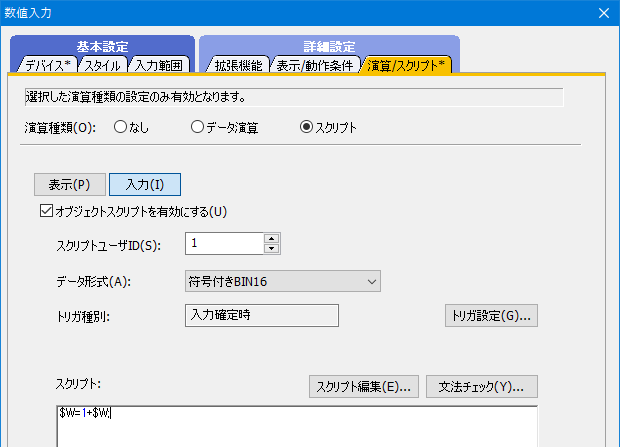 数値入力
基本設定
詳細設定
デバイス* スタイル 入力範囲 拡張機能 表示/動作条件 演算/スクリプト*
選択した演算種類の設定のみ有効となります。
演算種類(O): なし データ演算 スクリプト
表示(P) 入力(I)
オブジェクトスクリプトを有効にする(U)
スクリプトユーザID(S): 1
データ形式(A): 符号付きBIN16
トリガ種別: 入力確定時 トリガ設定(G)...
スクリプト: スクリプト編集(E)... 文法チェック(Y)...
$W=1+$W;